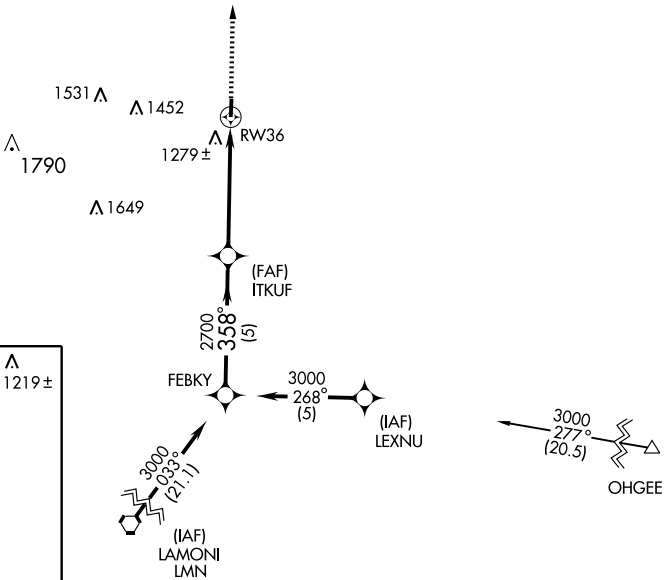 1531
1452
1790
1279 ±
RW36
1649
(FAF)
ITKUF
2700
358°
(5)
1219 ±
FEBKY
3000
268°
(5)
(IAF)
LEXNU
3000
277°
(20.5)
OHGEE
3000
033°
(21.1)
(IAF)
LAMONI
LMN